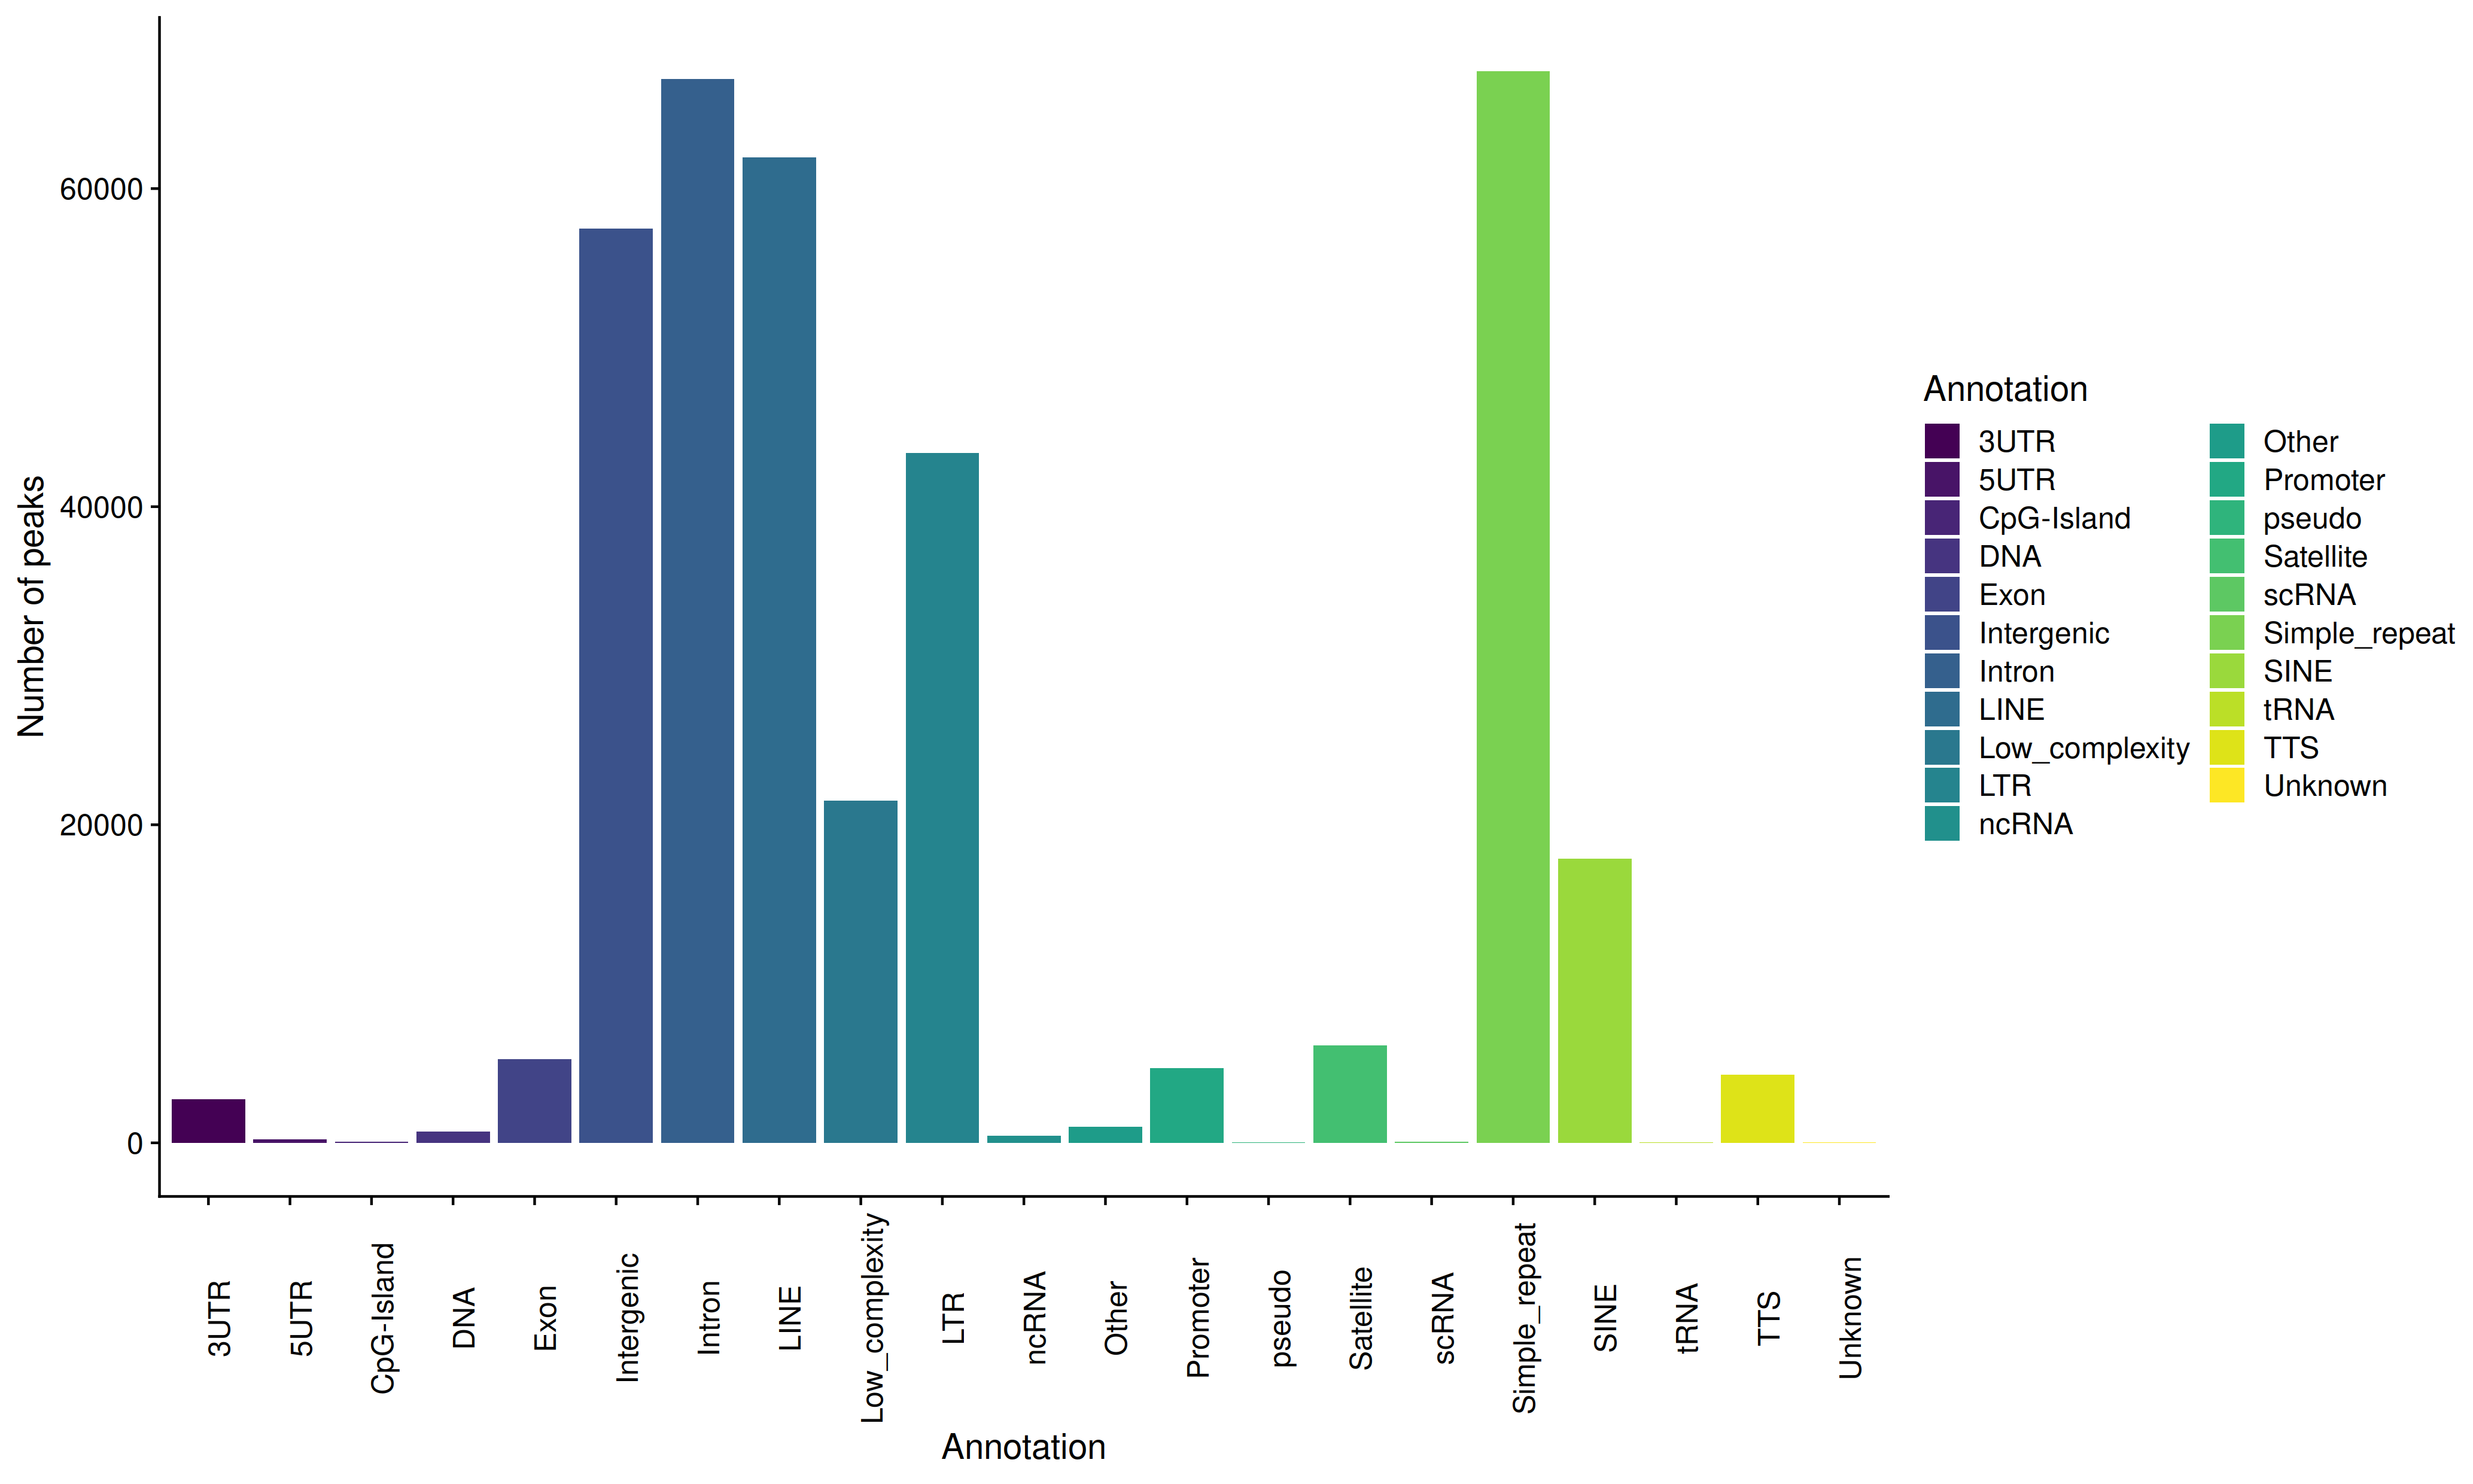 Number of peaks
60000
40000
20000
0
3UTR
5UTR
CpG-Island
DNA
Exon
Intergenic
Intron
LINE
Low_complexity
LTR
ncRNA
Other
Promoter
pseudo
Satellite
scRNA
Simple_repeat
SINE
tRNA
TTS
Unknown
Annotation
Annotation
3UTR
5UTR
CpG-Island
DNA
Exon
Intergenic
Intron
LINE
Low_complexity
LTR
ncRNA
Other
Promoter
pseudo
Satellite
scRNA
Simple_repeat
SINE
tRNA
TTS
Unknown